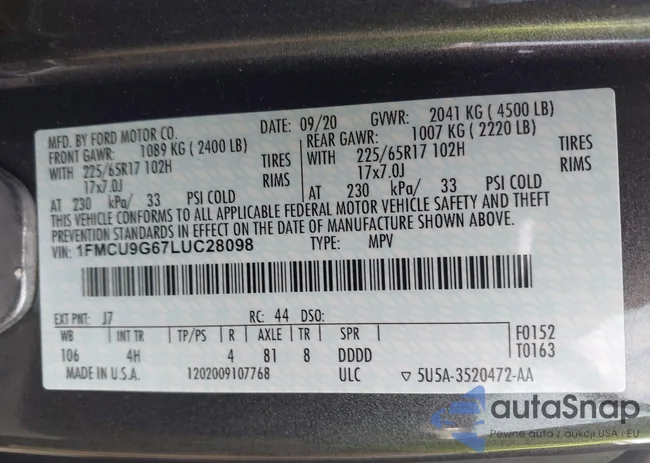 MFD. BY FORD MOTOR CO.
DATE: 09/20 GVWR: 2041 KG ( 4500 LB)
FRONT GAWR: 1089 KG ( 2400 LB)
WITH 225/65R17 102H TIRES
17x7.0J RIMS
AT 230 kPa/ 33 PSI COLD
REAR GAWR: 1007 KG ( 2220 LB)
WITH 225/65R17 102H TIRES
17x7.0J RIMS
AT 230 kPa/ 33 PSI COLD
THIS VEHICLE CONFORMS TO ALL APPLICABLE FEDERAL MOTOR VEHICLE SAFETY AND THEFT
PREVENTION STANDARDS IN EFFECT ON THE DATE OF MANUFACTURE SHOWN ABOVE.
VIN: 1FMCU9G67LUC28098 TYPE: MPV
EXT PNT: J7 RC: 44 DSO:
WB INT TR TP/PS R AXLE TR SPR F0152
106 4H 4 81 8 DDDD T0163
MADE IN U.S.A. 1202009107768 ULC ▽ 5U5A-3520472-AA
autaSnap
Pewne auta z aukcji USA i EU